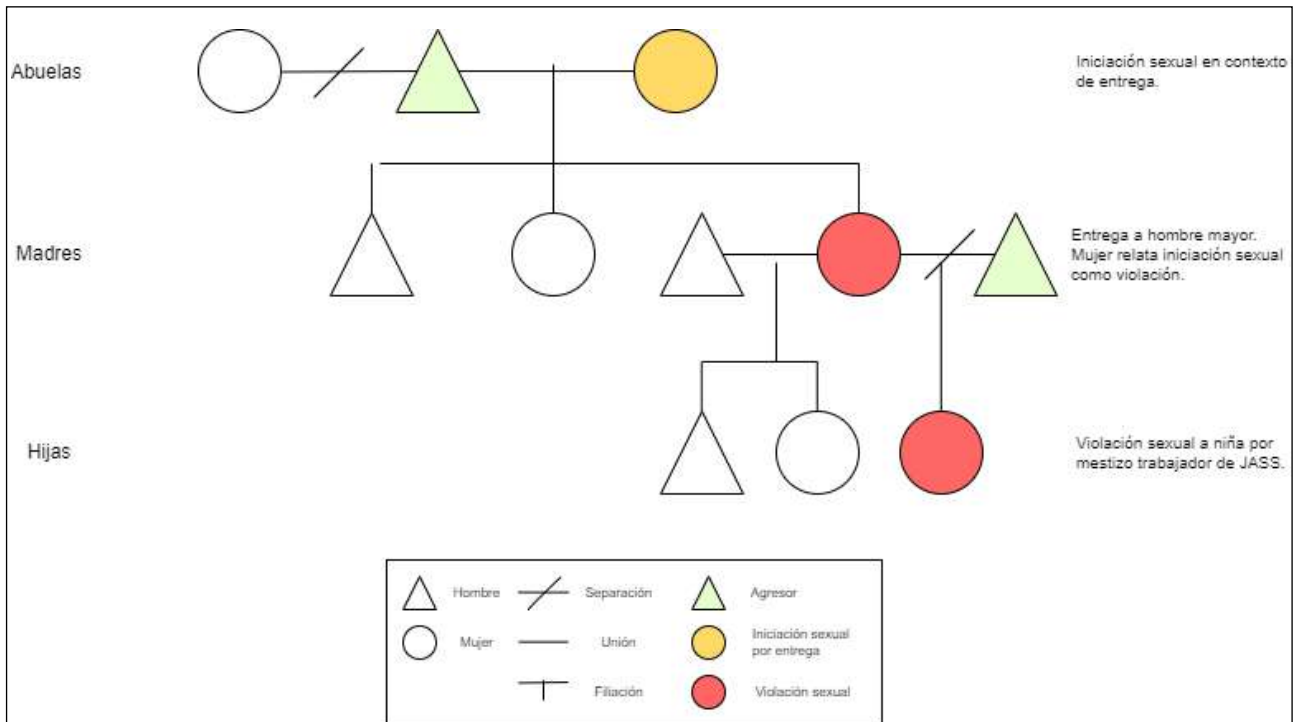 Abuelas
Iniciación sexual en contexto
de entrega.
Madres
Entrega a hombre mayor.
Mujer relata iniciación sexual
como violación.
Hijas
Violación sexual a niña por
mestizo trabajador de JASS.
Hombre
Separación
Agresor
Mujer
Unión
Iniciación sexual
por entrega
Filiación
Violación sexual